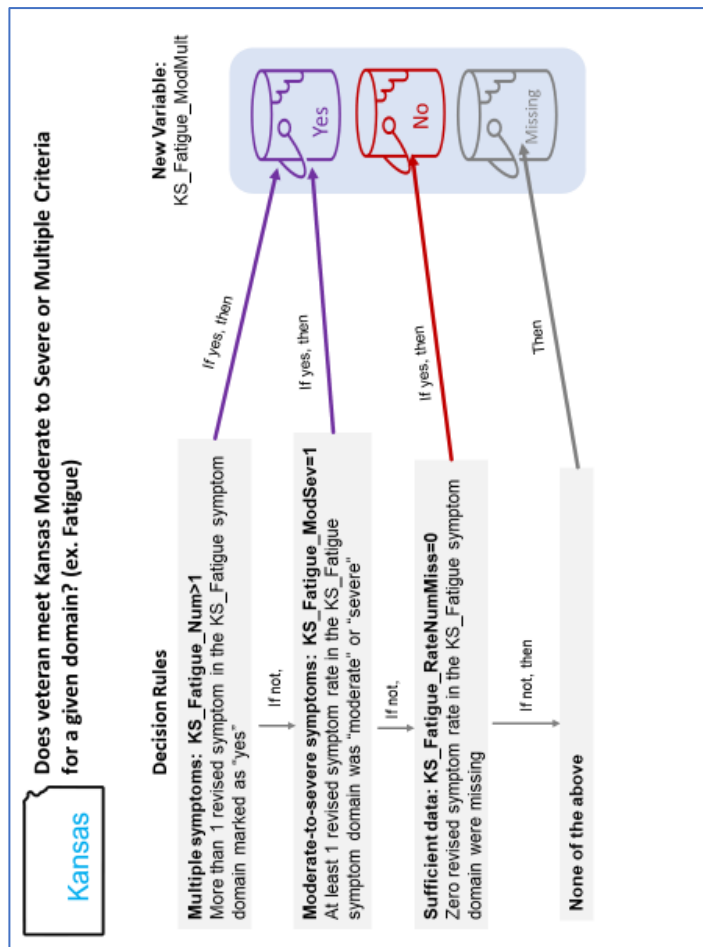 Kansas
Does veteran meet Kansas Moderate to Severe or Multiple Criteria
for a given domain? (ex. Fatigue)
Decision Rules
New Variable:
KS_Fatigue_ModMult
Multiple symptoms: KS_Fatigue_Num>1
More than 1 revised symptom in the KS_Fatigue symptom
domain marked as “yes”
If yes, then
Yes
If not,
Moderate-to-severe symptoms: KS_Fatigue_ModSev=1
At least 1 revised symptom rate in the KS_Fatigue
symptom domain was “moderate” or “severe”
If yes, then
If not,
Sufficient data: KS_Fatigue_RateNumMiss=0
Zero revised symptom rate in the KS_Fatigue symptom
domain were missing
If yes, then
No
If not, then
None of the above
Then
Missing